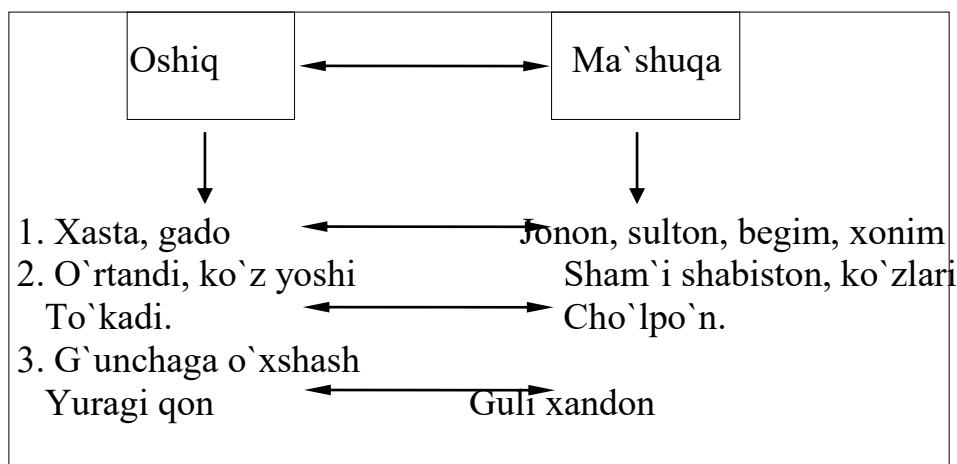 Oshiq Ma`shuqa
1. Xasta, gado Jonon, sulton, begim, xonim
2. O`rtandi, ko`z yoshi Sham`i shabiston, ko`zlari
To`kadi. Cho`lpo`n.
3. G`unchaga o`xshash
Yuragi qon Guli xandon